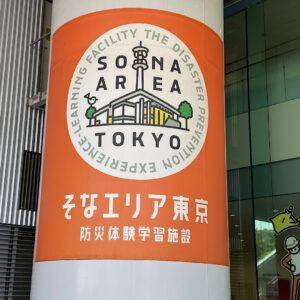 THE DISASTER PREVENTION EXPERIENCE-LEARNING FACILITY
SONA
AREA
TOKYO
そなエリア東京
防災体験学習施設